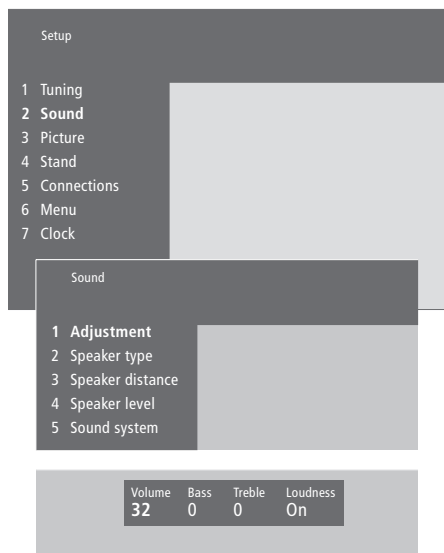 Setup
1 Tuning
2 Sound
3 Picture
4 Stand
5 Connections
6 Menu
7 Clock
Sound
1 Adjustment
2 Speaker type
3 Speaker distance
4 Speaker level
5 Sound system
Volume Bass Treble Loudness
32 0 0 On